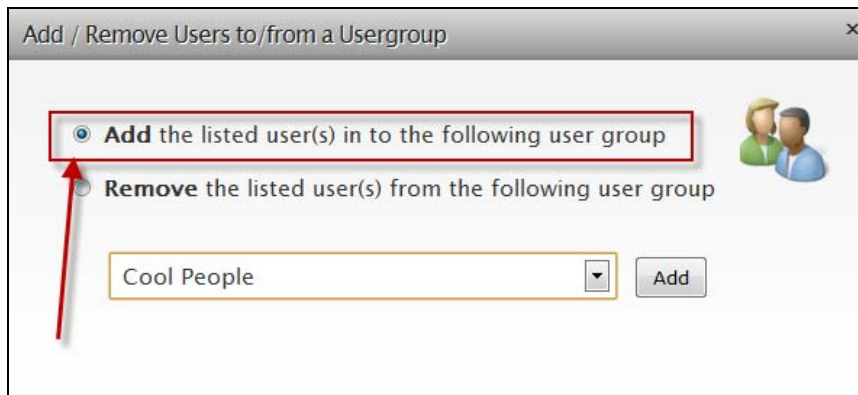 Add / Remove Users to/from a Usergroup
Add the listed user(s) in to the following user group
Remove the listed user(s) from the following user group
Cool People
Add